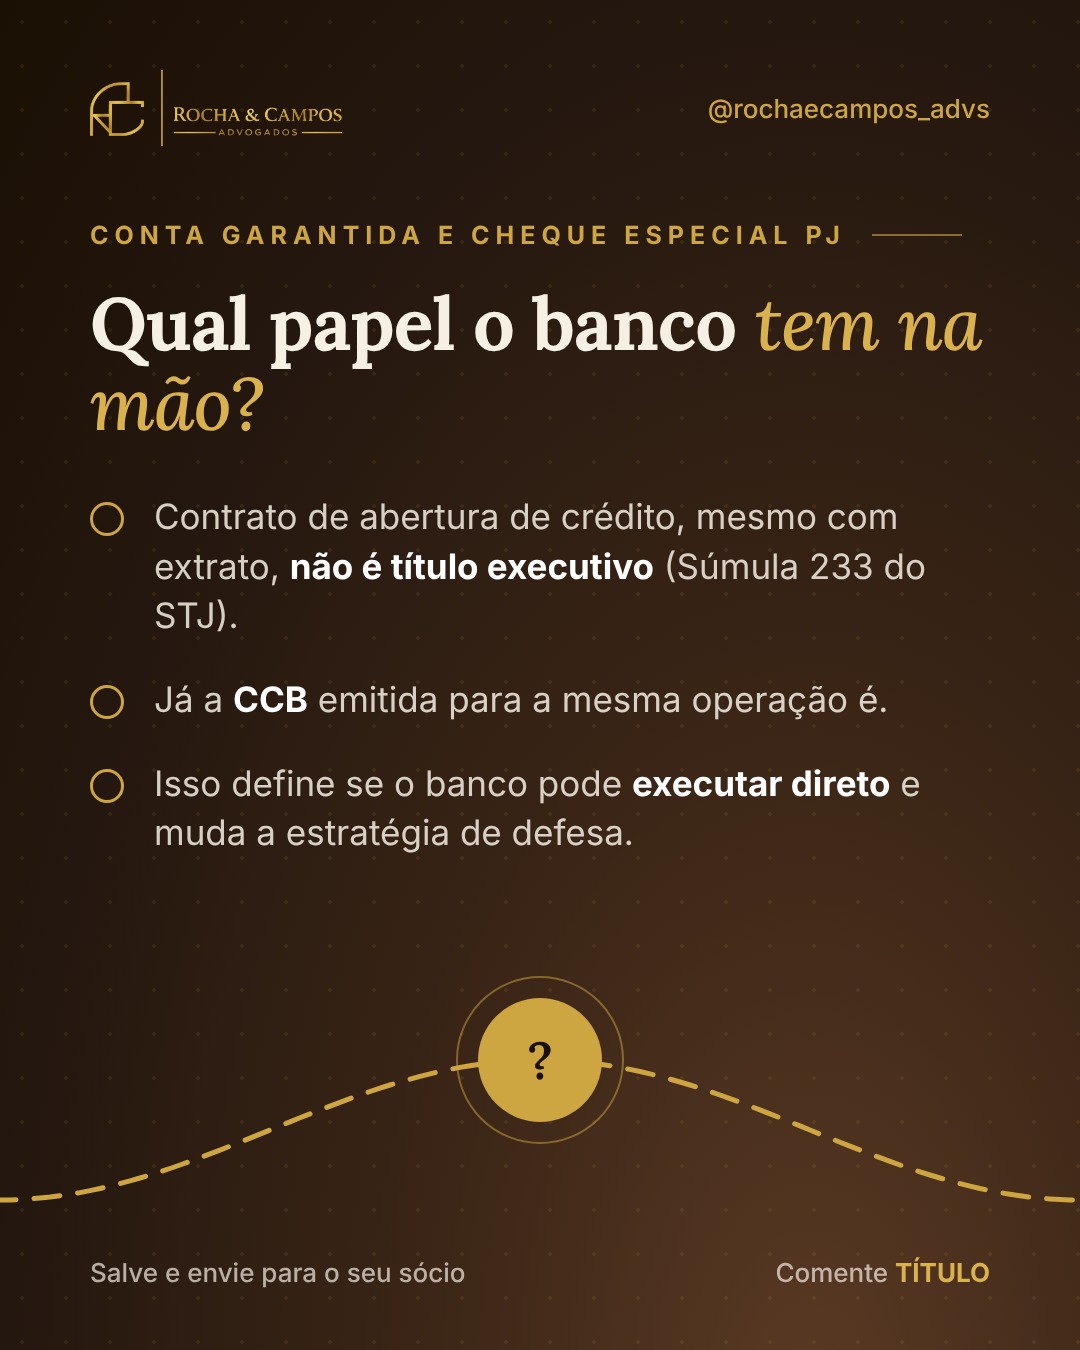 ROCHA & CAMPOS
ADVOGADOS
@rochaecampos_advs
CONTA GARANTIDA E CHEQUE ESPECIAL PJ
Qual papel o banco tem na
mão?
Contrato de abertura de crédito, mesmo com
extrato, não é título executivo (Súmula 233 do
STJ).
Já a CCB emitida para a mesma operação é.
Isso define se o banco pode executar direto e
muda a estratégia de defesa.
?
Salve e envie para o seu sócio
Comente TÍTULO